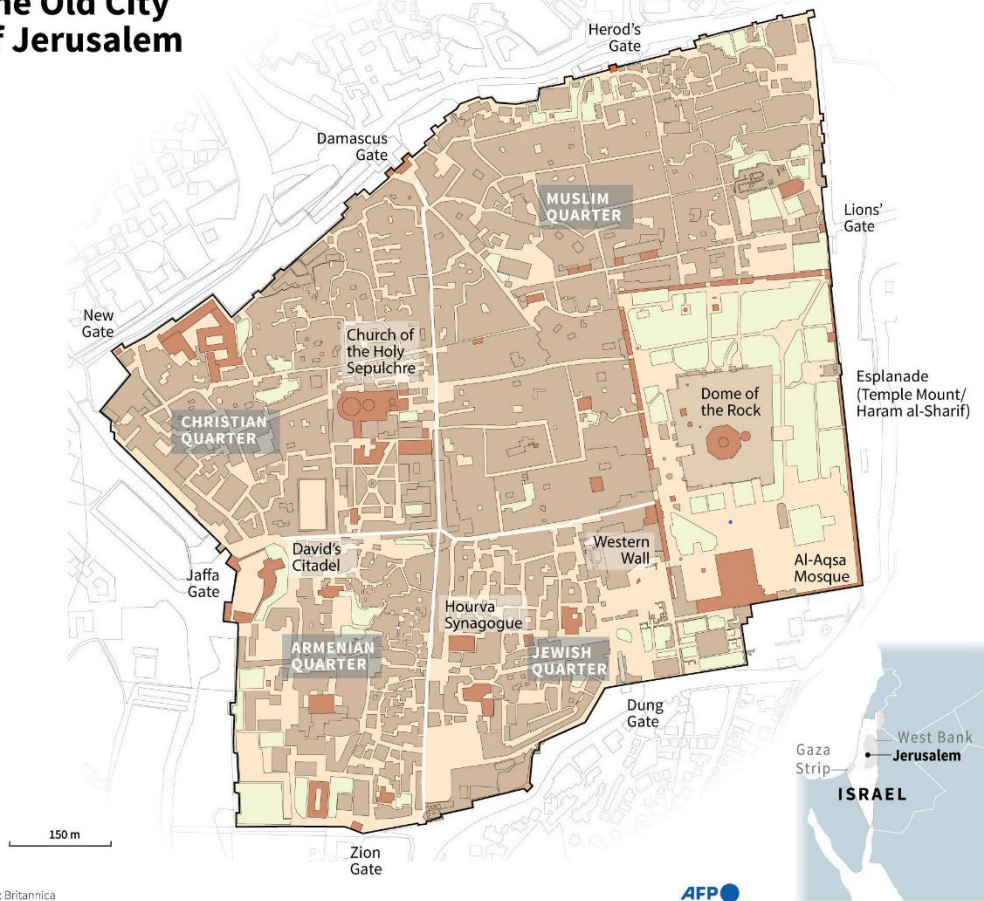 he Old City
f Jerusalem
Herod's
Gate
Damascus
Gate
MUSLIM
QUARTER
Lions'
Gate
New
Gate
Church of
the Holy
Sepulchre
Esplanade
(Temple Mount/
Haram al-Sharif)
Dome of
the Rock
CHRISTIAN
QUARTER
David's
Citadel
Western
Wall
Al-Aqsa
Mosque
Jaffa
Gate
Hourva
Synagogue
ARMENIAN
QUARTER
JEWISH
QUARTER
Dung
Gate
West Bank
Gaza
Strip
Jerusalem
ISRAEL
150 m
Zion
Gate
: Britannica
AFP